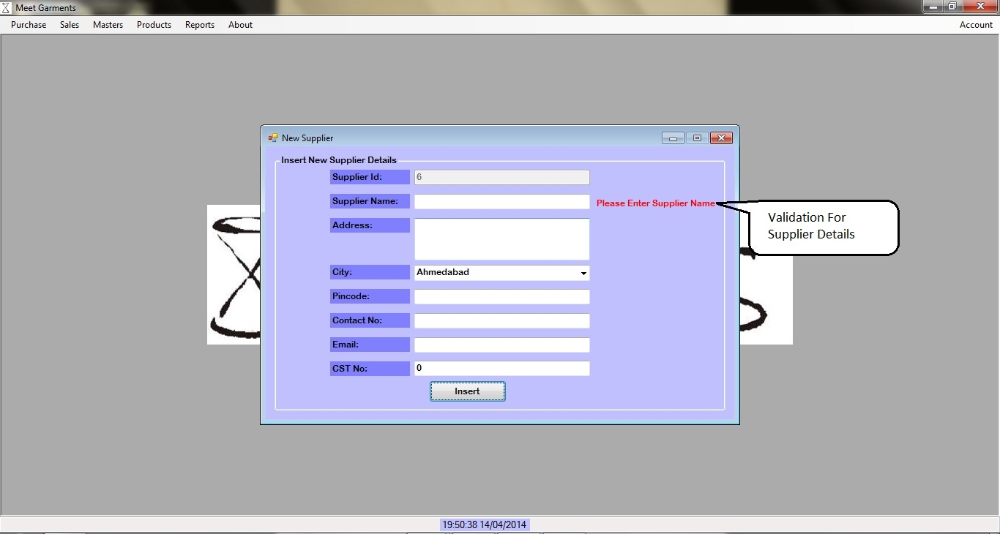 Meet Garments
Purchase Sales Masters Products Reports About Account
New Supplier
Insert New Supplier Details
Supplier Id: 6
Supplier Name: Please Enter Supplier Name
Validation For
Supplier Details
Address:
City: Ahmedabad
Pincode:
Contact No:
Email:
CST No: 0
Insert
19:50:38 14/04/2014